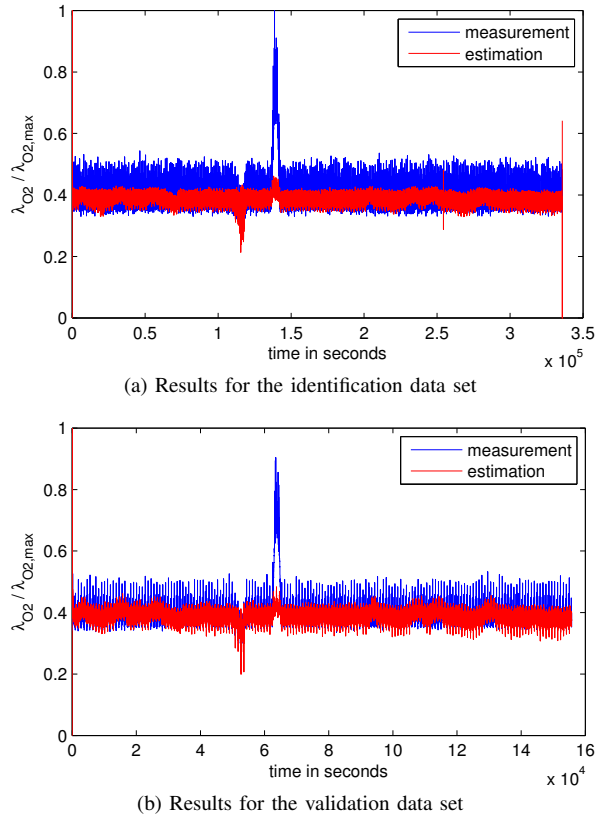 1
0.8
0.6
0.4
0.2
0
λO2 / λO2,max
measurement
estimation
0 0.5 1 1.5 2 2.5 3 3.5
time in seconds
x 10^5
(a) Results for the identification data set
1
0.8
0.6
0.4
0.2
0
λO2 / λO2,max
measurement
estimation
0 2 4 6 8 10 12 14 16
time in seconds
x 10^4
(b) Results for the validation data set